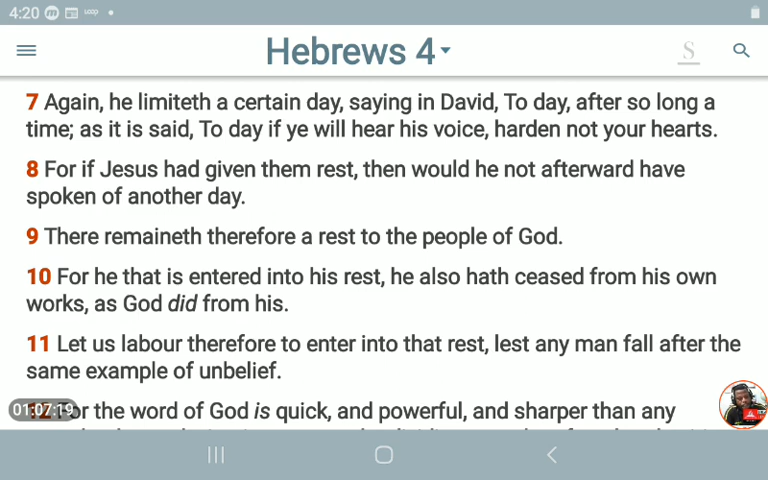 4:20
Hebrews 4
S
7 Again, he limiteth a certain day, saying in David, To day, after so long a
time; as it is said, To day if ye will hear his voice, harden not your hearts.
8 For if Jesus had given them rest, then would he not afterward have
spoken of another day.
9 There remaineth therefore a rest to the people of God.
10 For he that is entered into his rest, he also hath ceased from his own
works, as God did from his.
11 Let us labour therefore to enter into that rest, lest any man fall after the
same example of unbelief.
12 For the word of God is quick, and powerful, and sharper than any
01:07:19